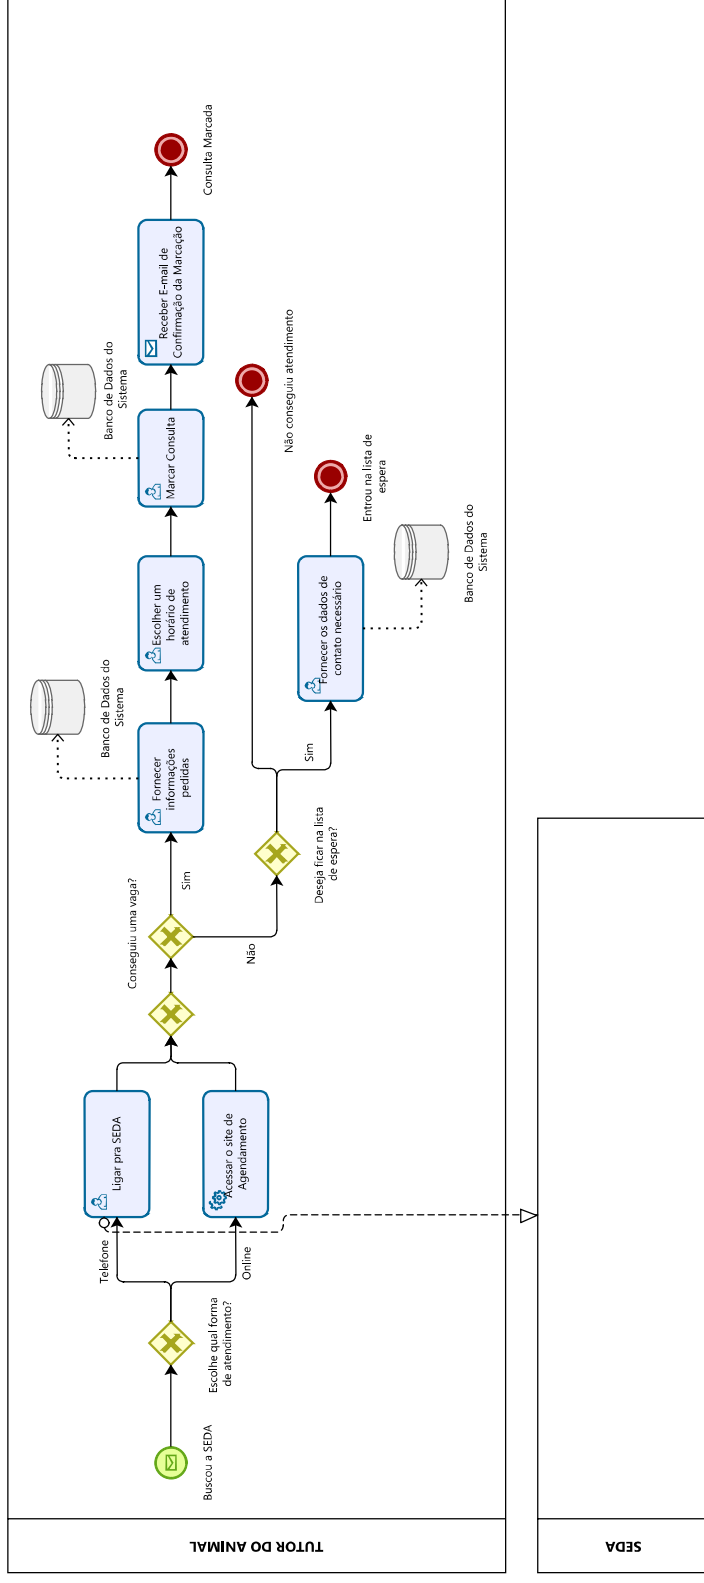 TUTOR DO ANIMAL
Buscou a SEDA
Escolhe qual forma
de atendimento?
Telefone
Online
Ligar pra SEDA
Acessar o site de
Agendamento
Conseguiu uma vaga?
Sim
Não
Fornecer
informações
pedidas
Banco de Dados do
Sistema
Escolher um
horário de
atendimento
Marcar Consulta
Banco de Dados do
Sistema
Receber E-mail de
Confirmação da Marcação
Consulta Marcada
Deseja ficar na lista
de espera?
Sim
Não conseguiu atendimento
Fornecer os dados de
contato necessário
Banco de Dados do
Sistema
Entrou na lista de
espera
SEDA